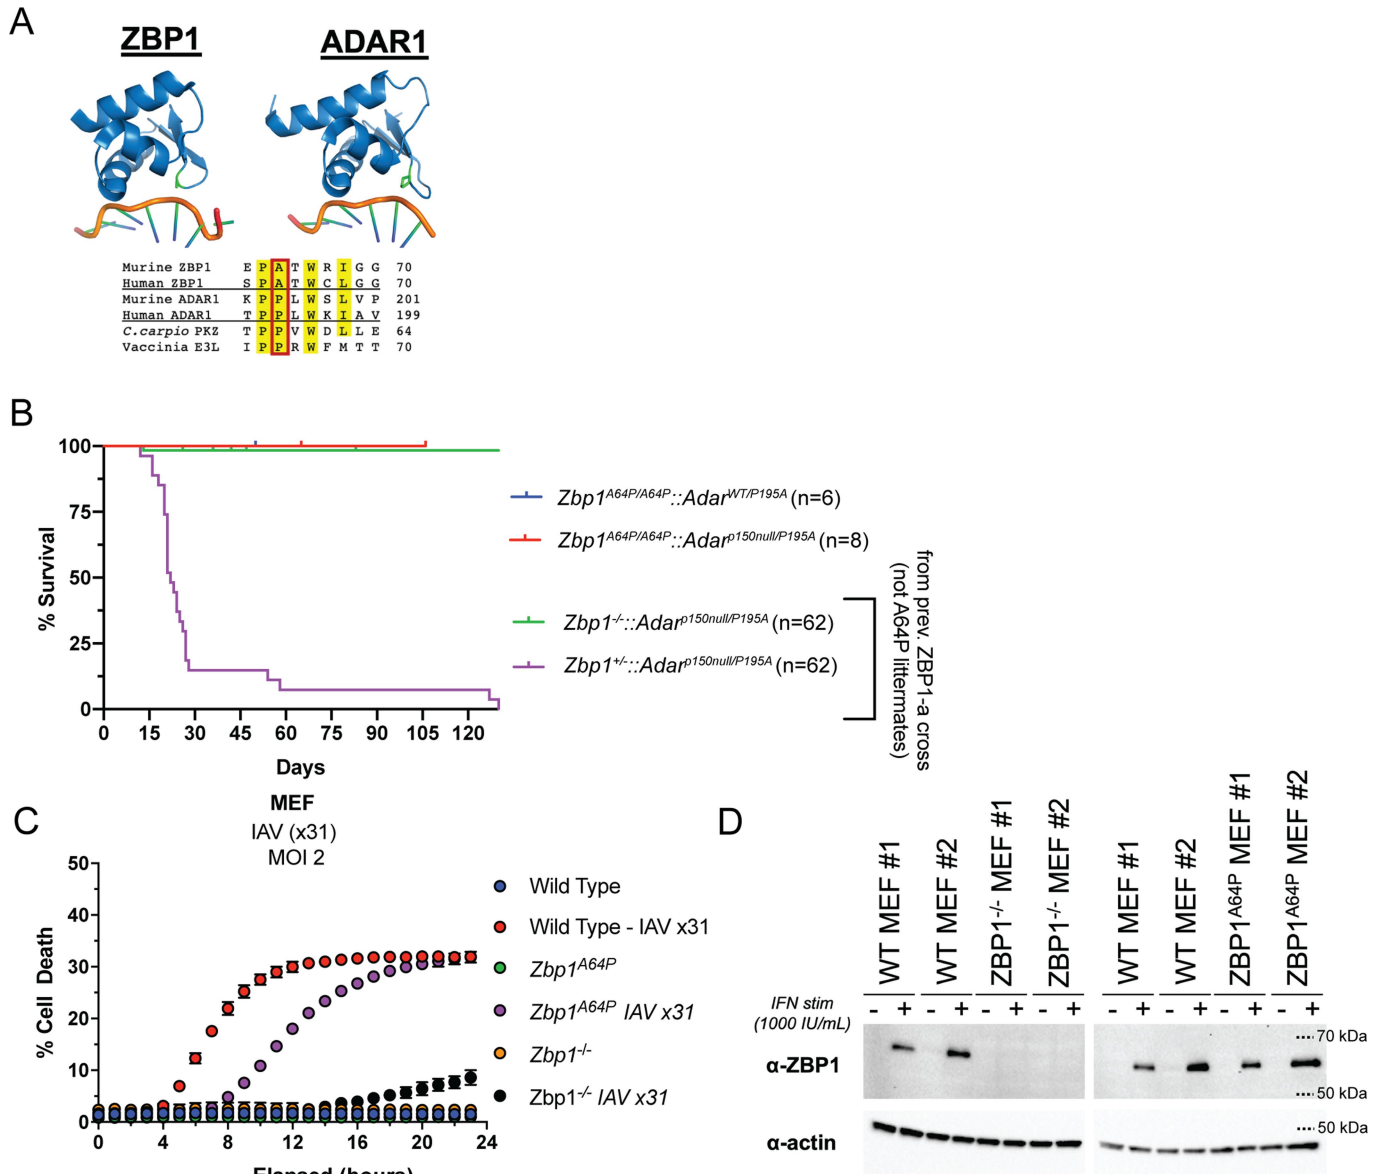 A
ZBP1
ADAR1
Murine ZBP1 E P A T W R I G G 70
Human ZBP1 S P A T W C L G G 70
Murine ADAR1 K P P L W S L V P 201
Human ADAR1 T P P L W K I A V 199
C.carpio PKZ T P P V W D L L E 64
Vaccinia E3L I P P R W F M T T 70
B
% Survival
100
75
50
25
0
0 15 30 45 60 75 90 105 120
Days
Zbp1A64P/A64P::AdarWT/P195A (n=6)
Zbp1A64P/A64P::Adarp150null/P195A (n=8)
Zbp1-/-::Adarp150null/P195A (n=62)
Zbp1+/-::Adarp150null/P195A (n=62)
from prev. ZBP1-a cross
(not A64P littermates)
C
MEF
IAV (x31)
MOI 2
% Cell Death
50
40
30
20
10
0
0 4 8 12 16 20 24
Elapsed (hours)
Wild Type
Wild Type - IAV x31
Zbp1A64P
Zbp1A64P IAV x31
Zbp1-/-
Zbp1-/- IAV x31
D
WT MEF #1
WT MEF #2
ZBP1-/- MEF #1
ZBP1-/- MEF #2
WT MEF #1
WT MEF #2
ZBP1A64P MEF #1
ZBP1A64P MEF #2
IFN stim
(1000 IU/mL)
- + - + - + - + - + - + - + - +
α-ZBP1
70 kDa
50 kDa
α-actin
50 kDa